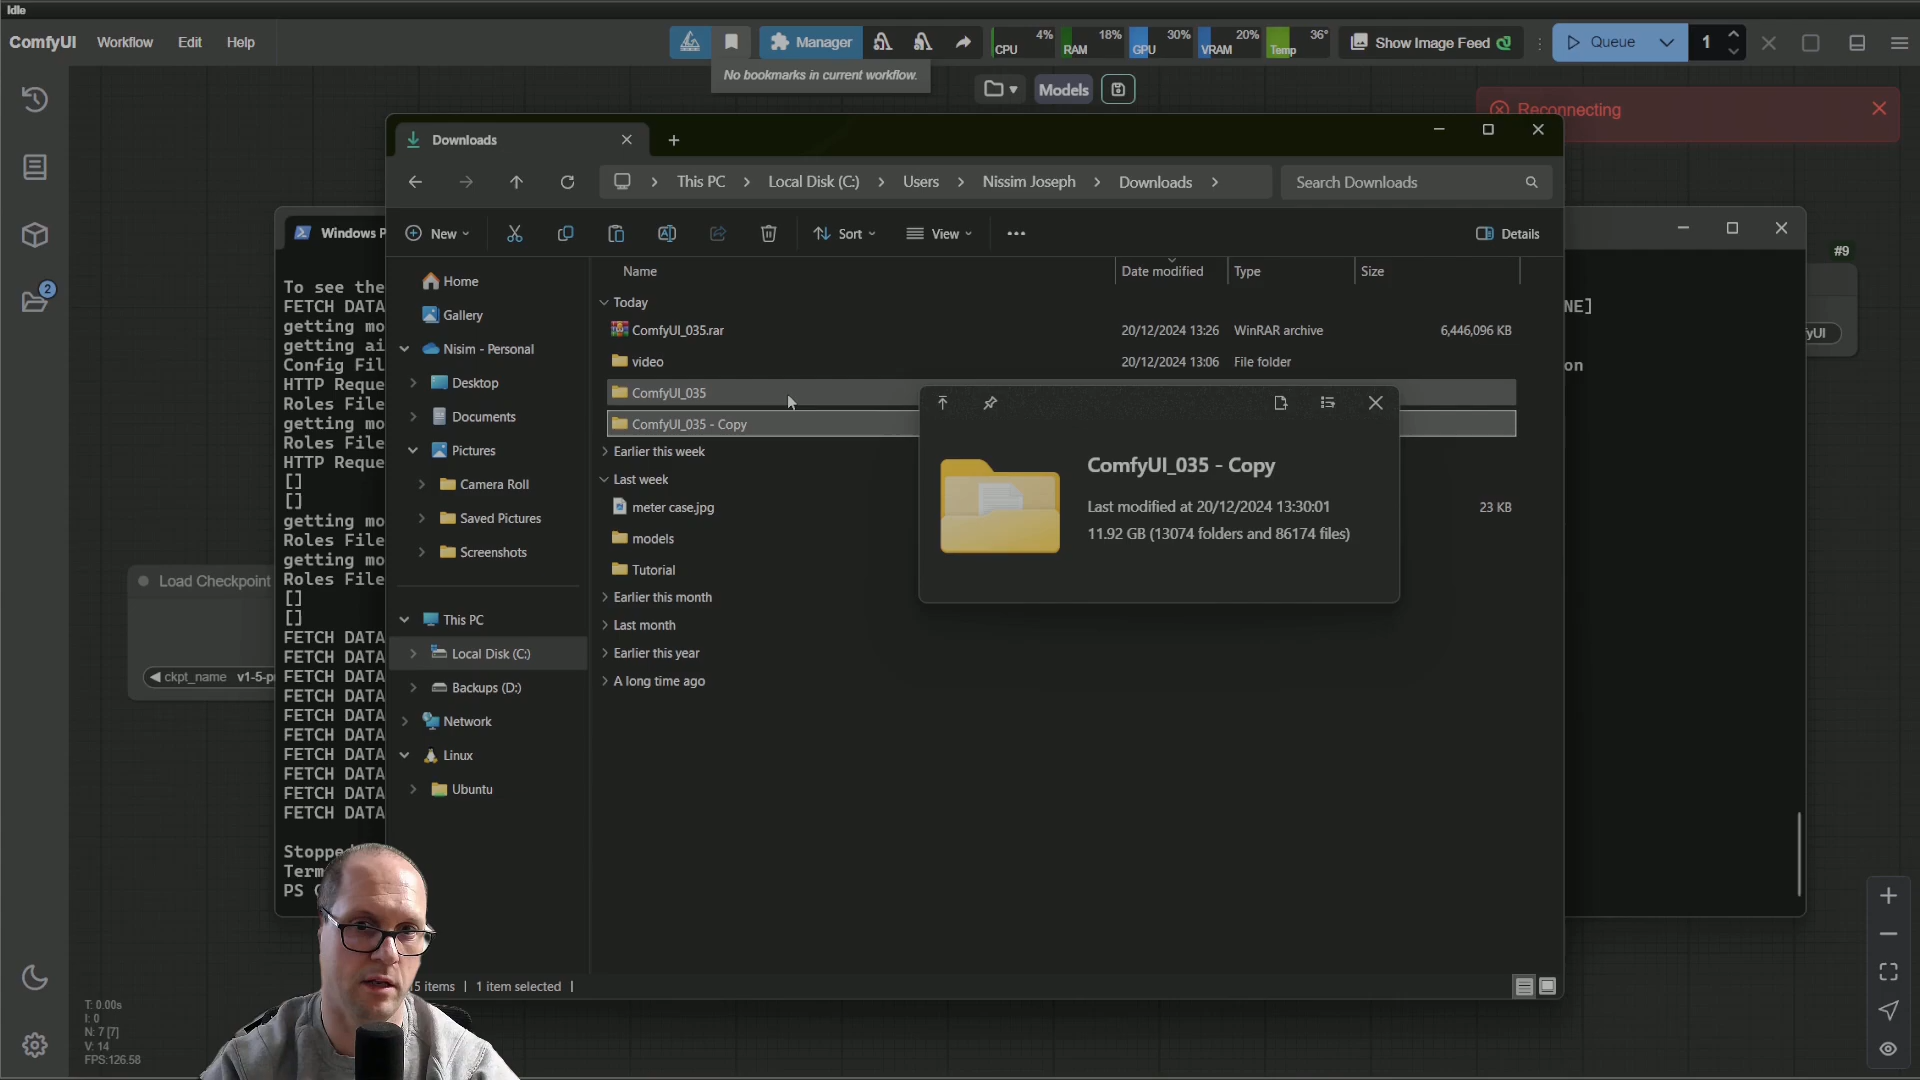 Idle
ComfyUI Workflow Edit Help
Manager
CPU 4% RAM 18% GPU 30% VRAM 20% Temp 36°
Show Image Feed
Queue 1
No bookmarks in current workflow.
Models
Reconnecting
Downloads
This PC > Local Disk (C:) > Users > Nissim Joseph > Downloads >
Search Downloads
Windows P
New
Sort
View
Details
#9
Home
Gallery
Nisim - Personal
Desktop
Documents
Pictures
Camera Roll
Saved Pictures
Screenshots
This PC
Local Disk (C:)
Backups (D:)
Network
Linux
Ubuntu
Name Date modified Type Size
Today
ComfyUI_035.rar 20/12/2024 13:26 WinRAR archive 6,446,096 KB
video 20/12/2024 13:06 File folder
ComfyUI_035
ComfyUI_035 - Copy
Earlier this week
Last week
meter case.jpg 23 KB
models
Tutorial
Earlier this month
Last month
Earlier this year
A long time ago
ComfyUI_035 - Copy
Last modified at 20/12/2024 13:30:01
11.92 GB (13074 folders and 86174 files)
5 items | 1 item selected |
To see the
FETCH DATA
getting mo
getting ai
Config Fil
HTTP Reque
Roles File
getting mo
Roles File
HTTP Reque
[]
[]
getting mo
Roles File
getting mo
Roles File
[]
[]
FETCH DATA
FETCH DATA
FETCH DATA
FETCH DATA
FETCH DATA
FETCH DATA
FETCH DATA
FETCH DATA
FETCH DATA
FETCH DATA
Stopped
Term
PS
NE]
on
yUI
2
Load Checkpoint
ckpt_name v1-5-p
T: 0.00s
I: 0
N: 7 [7]
V: 14
FPS:126.58